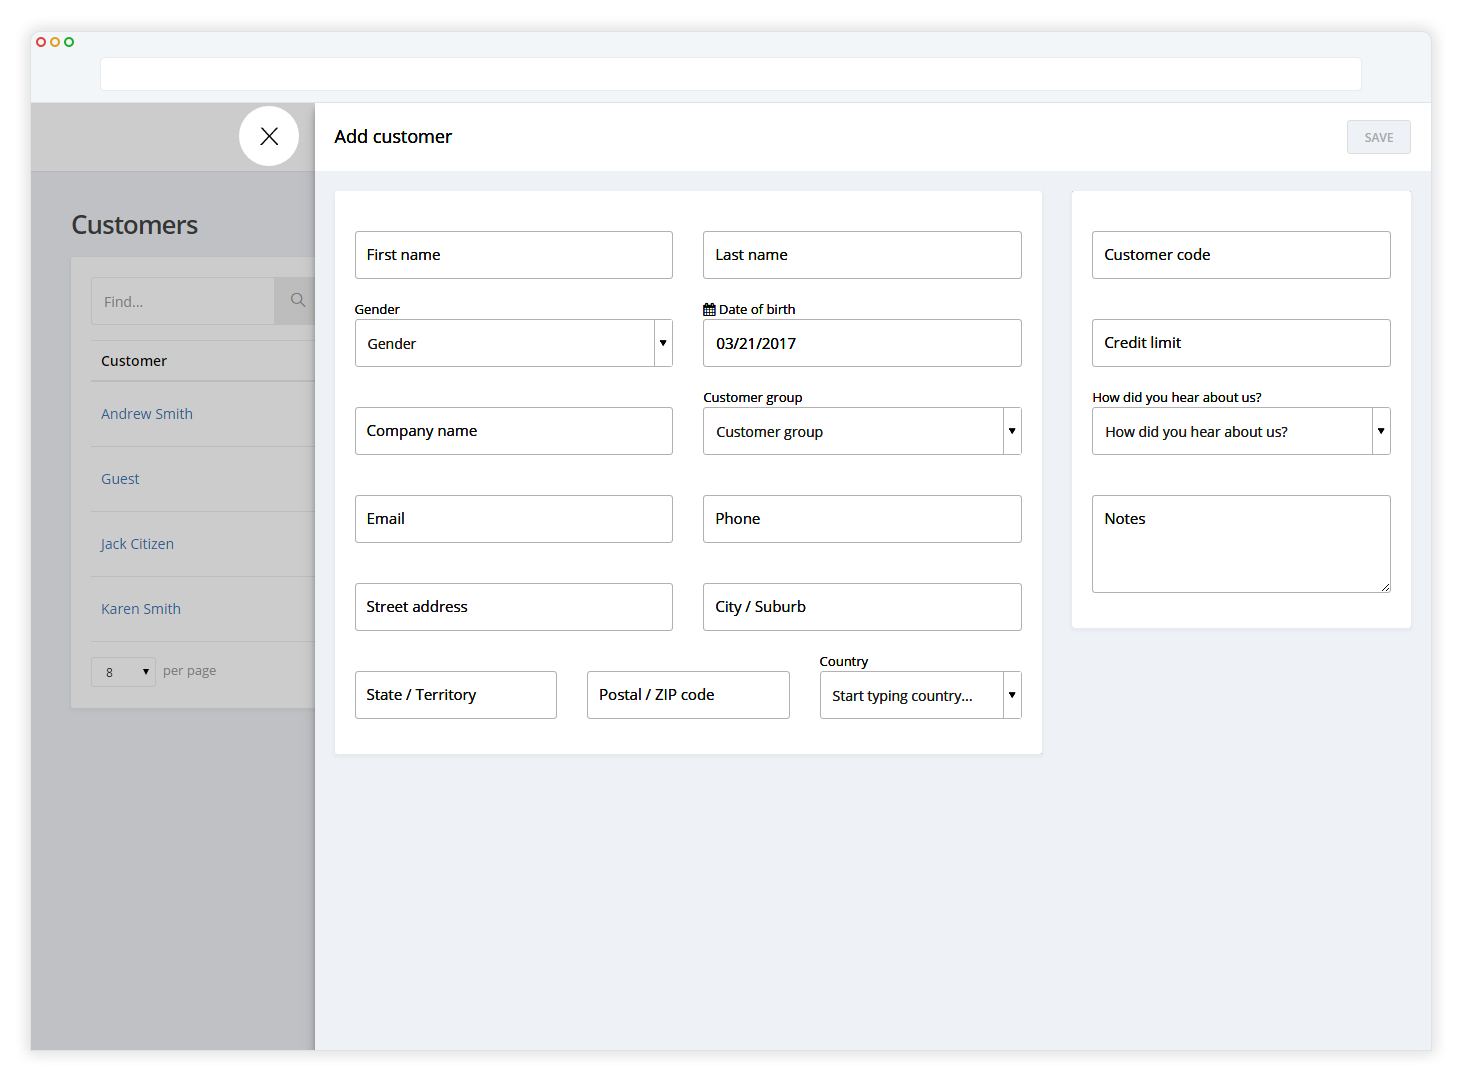 Add customer
SAVE
Customers
Find...
Customer
Andrew Smith
Guest
Jack Citizen
Karen Smith
8 per page
First name
Last name
Gender
Gender
Date of birth
03/21/2017
Company name
Customer group
Customer group
Email
Phone
Street address
City / Suburb
State / Territory
Postal / ZIP code
Country
Start typing country...
Customer code
Credit limit
How did you hear about us?
How did you hear about us?
Notes